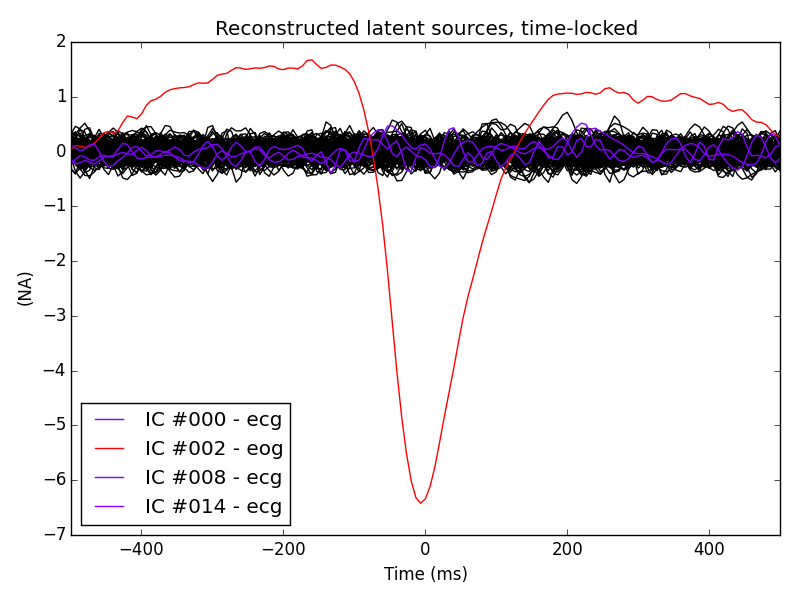 Reconstructed latent sources, time-locked
2
1
0
−1
−2
−3
−4
−5
−6
−7
(NA)
IC #000 - ecg
IC #002 - eog
IC #008 - ecg
IC #014 - ecg
−400 −200 0 200 400
Time (ms)